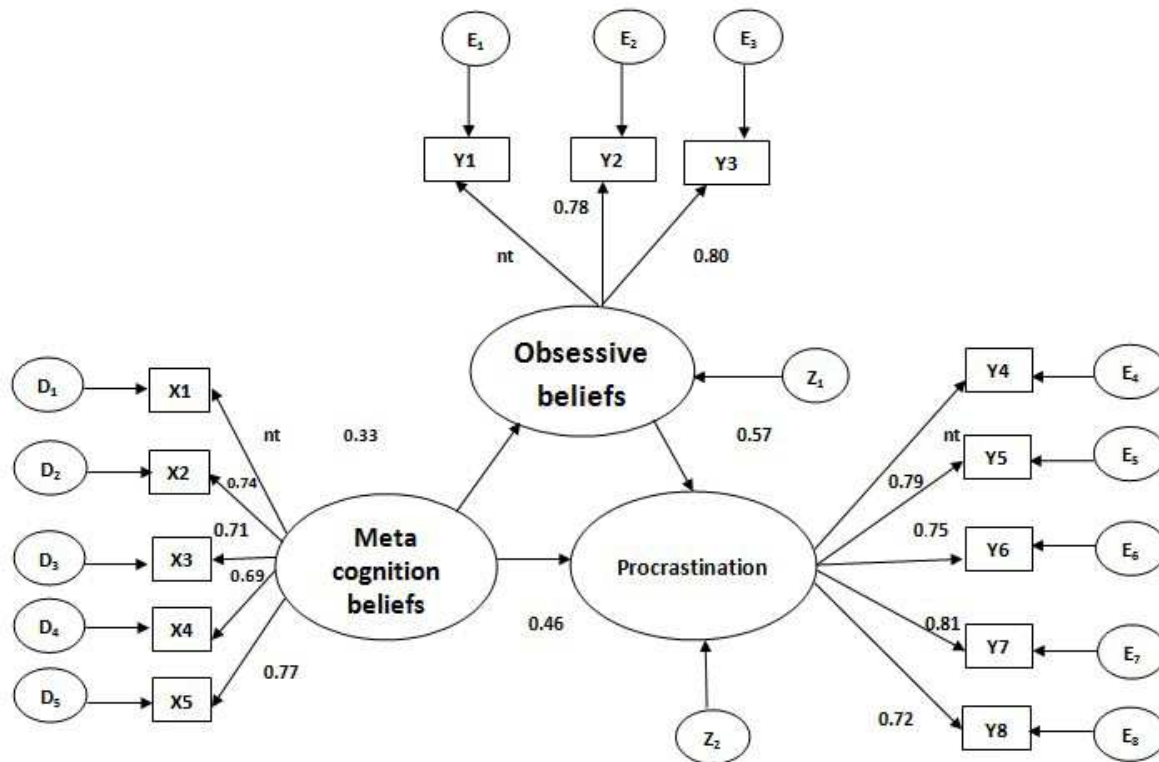 E₁ E₂ E₃
Y1 Y2 Y3
0.78
nt 0.80
Obsessive
beliefs
Z₁
D₁ X1
nt 0.33
D₂ X2
0.74
D₃ X3
0.71
0.69
D₄ X4
D₅ X5
0.77
Meta
cognition
beliefs
0.46
0.57
Procrastination
Z₂
Y4 E₄
nt
Y5 E₅
0.79
0.75
Y6 E₆
0.81
Y7 E₇
0.72
Y8 E₈